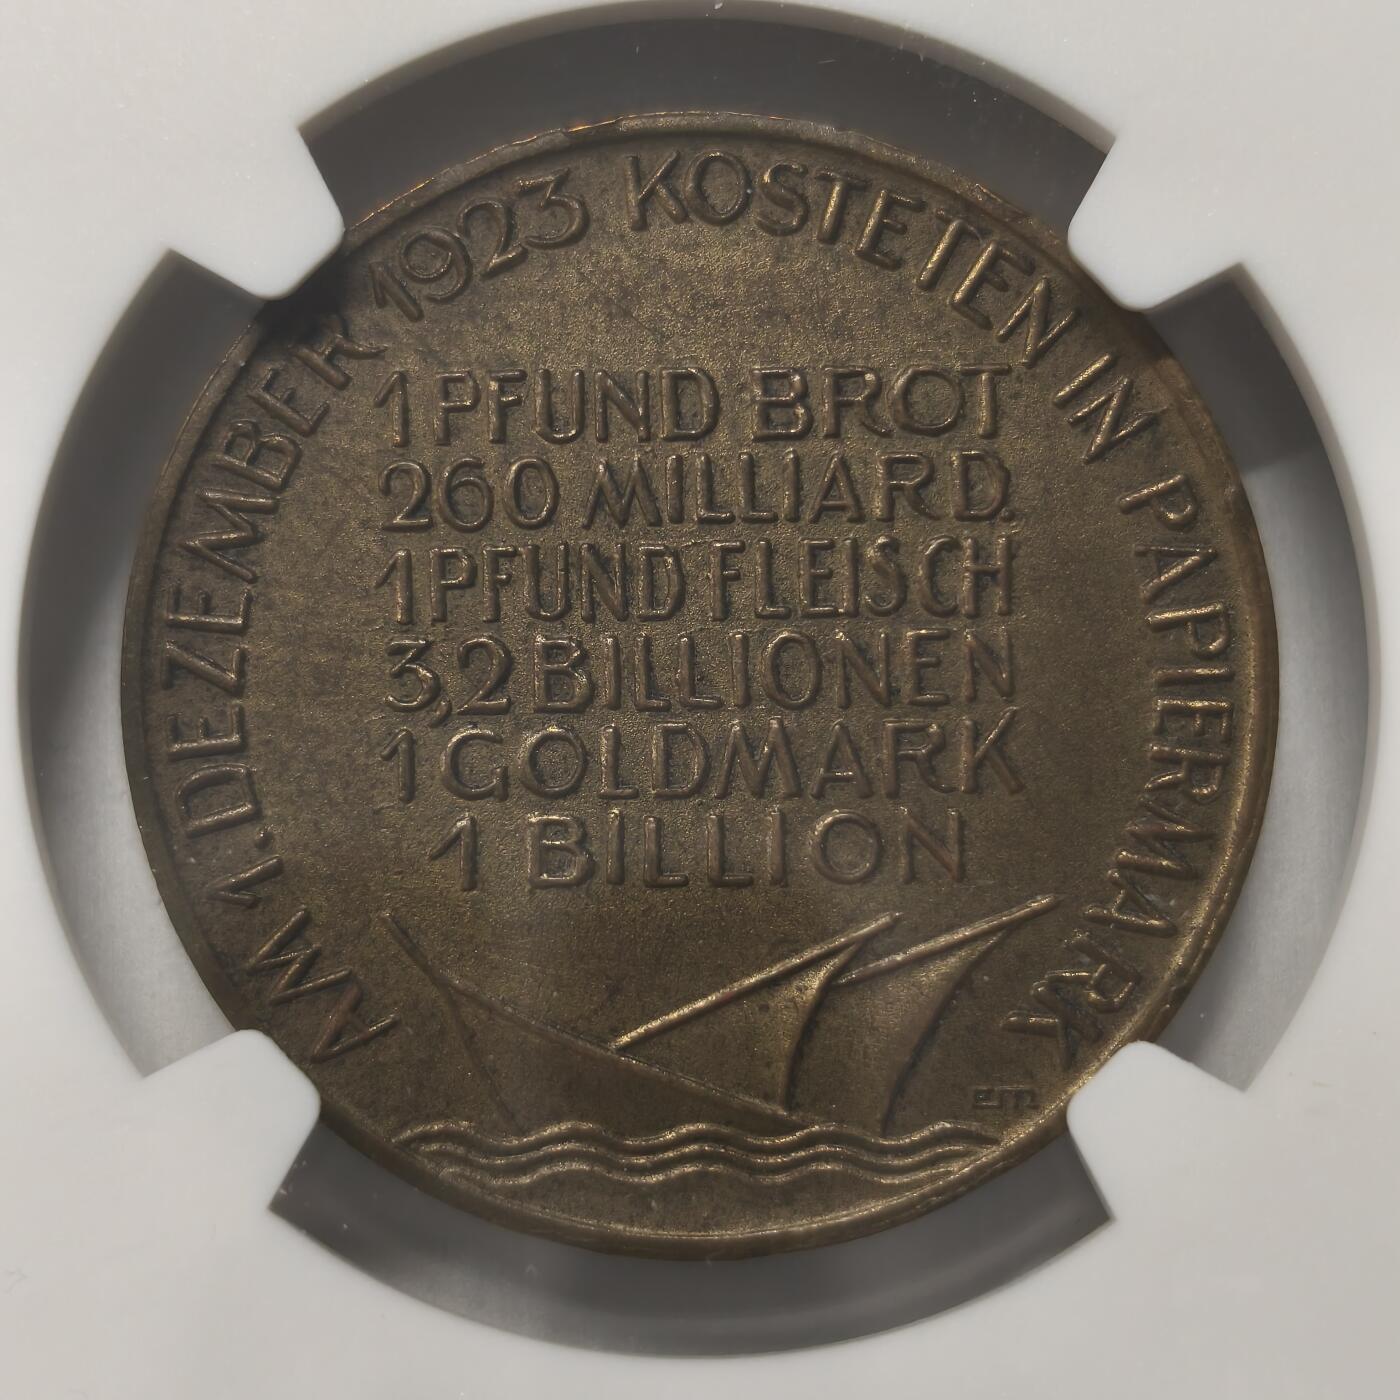 AM 1. DEZEMBER 1923 KOSTETEN IN PAPIERMARK
1 PFUND BROT
260 MILLIARD.
1 PFUND FLEISCH
3,2 BILLIONEN
1 GOLDMARK
1 BILLION